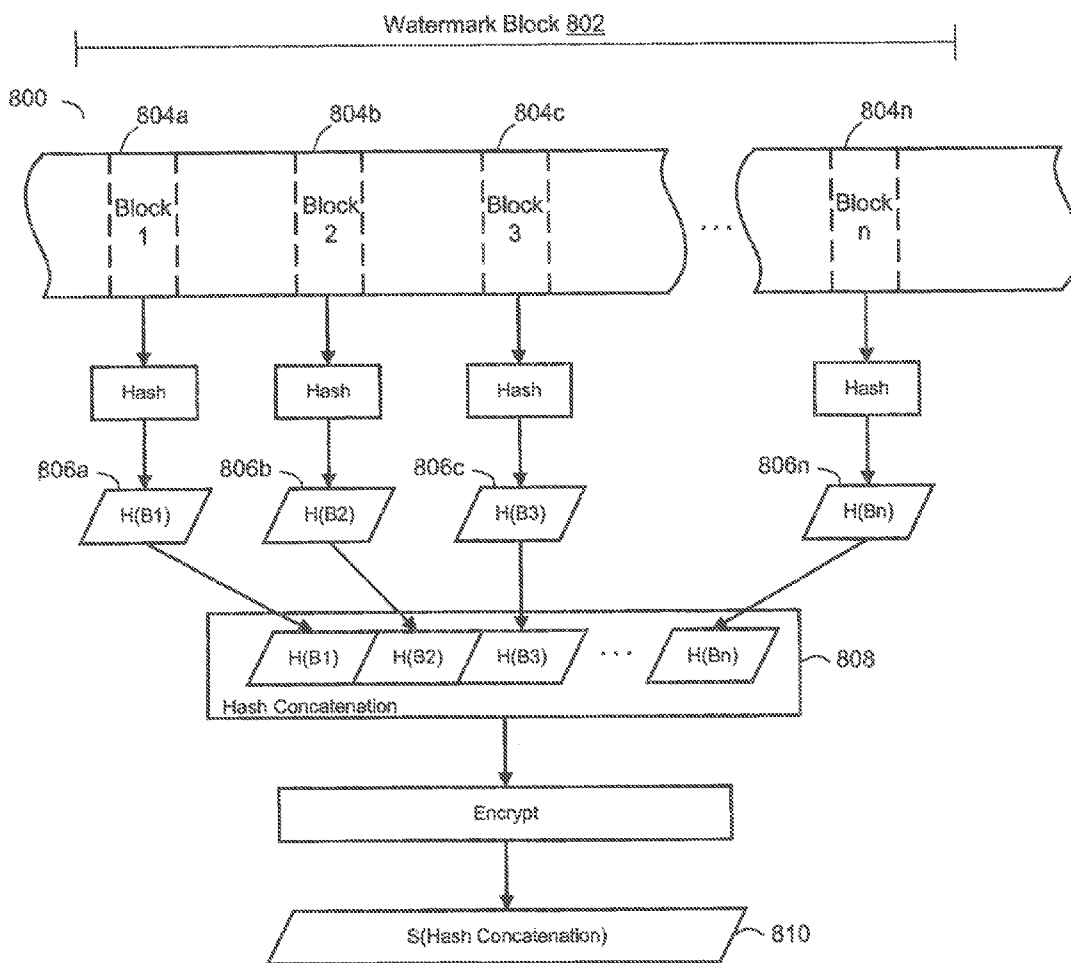 Watermark Block 802
800
804a 804b 804c 804n
Block 1 Block 2 Block 3 ... Block n
Hash Hash Hash Hash
806a 806b 806c 806n
H(B1) H(B2) H(B3) H(Bn)
H(B1) H(B2) H(B3) ... H(Bn)
808
Hash Concatenation
Encrypt
S(Hash Concatenation)
810